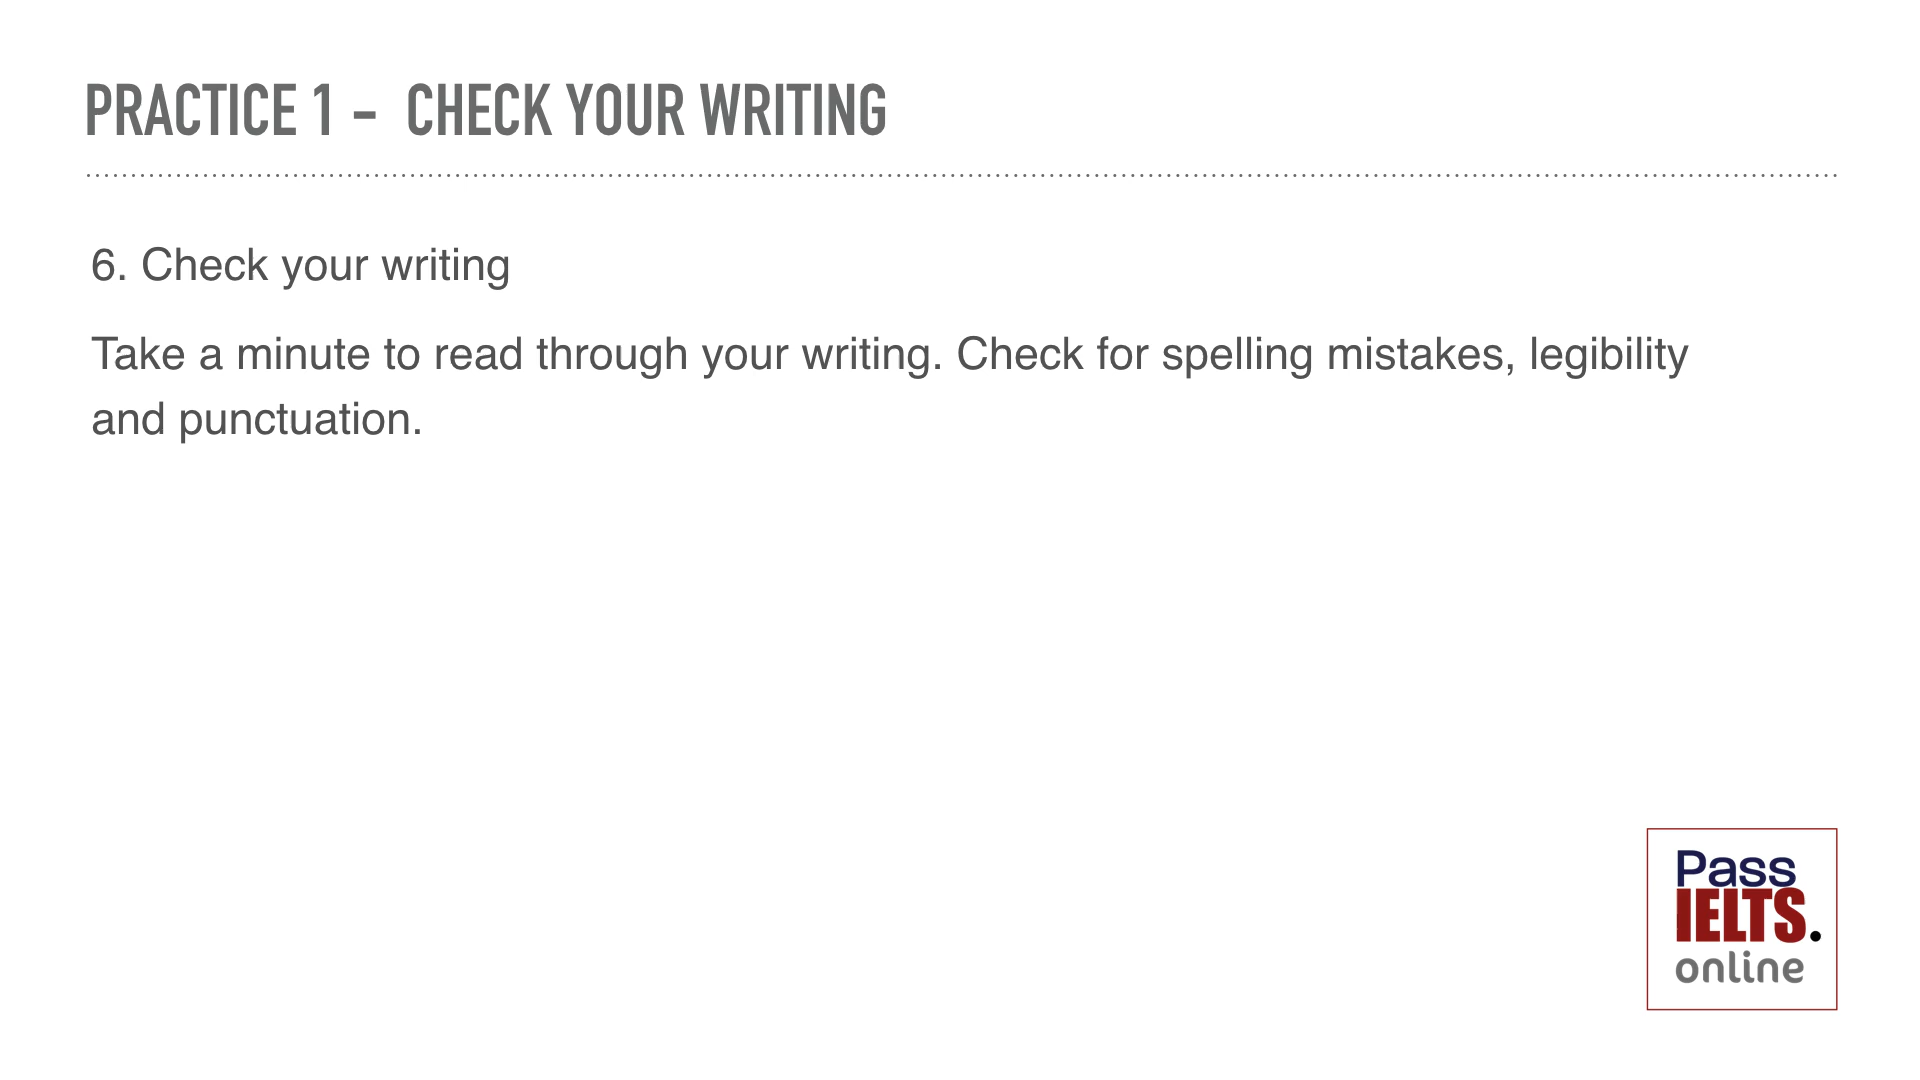 PRACTICE 1 - CHECK YOUR WRITING
6. Check your writing
Take a minute to read through your writing. Check for spelling mistakes, legibility
and punctuation.
Pass
IELTS.
online